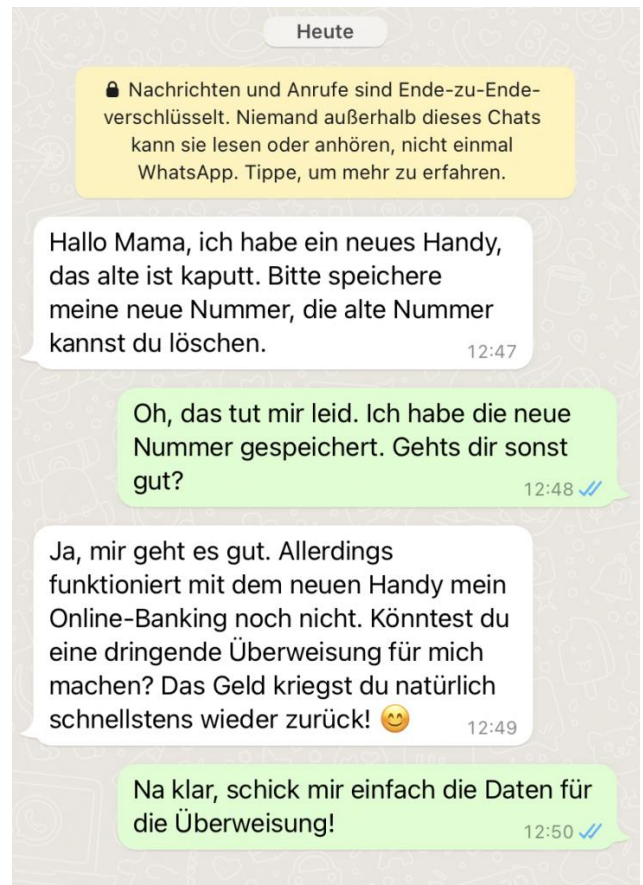 Heute
Nachrichten und Anrufe sind Ende-zu-Ende-
verschlüsselt. Niemand außerhalb dieses Chats
kann sie lesen oder anhören, nicht einmal
WhatsApp. Tippe, um mehr zu erfahren.
Hallo Mama, ich habe ein neues Handy,
das alte ist kaputt. Bitte speichere
meine neue Nummer, die alte Nummer
kannst du löschen.
12:47
Oh, das tut mir leid. Ich habe die neue
Nummer gespeichert. Gehts dir sonst
gut?
12:48
Ja, mir geht es gut. Allerdings
funktioniert mit dem neuen Handy mein
Online-Banking noch nicht. Könntest du
eine dringende Überweisung für mich
machen? Das Geld kriegst du natürlich
schnellstens wieder zurück! 😊
12:49
Na klar, schick mir einfach die Daten für
die Überweisung!
12:50